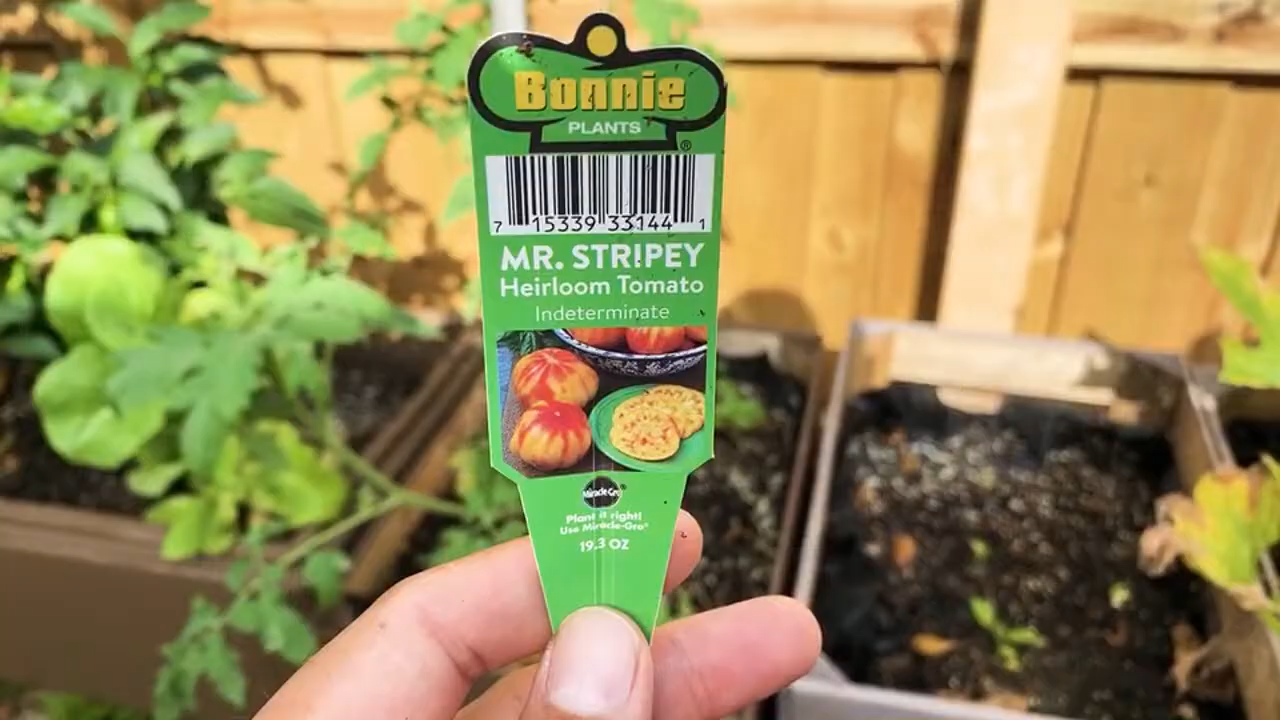 Bonnie
PLANTS®
7 15339 33144 1
MR. STRIPEY
Heirloom Tomato
Indeterminate
Miracle-Gro®
Plant it right!
Use Miracle-Gro®
19.3 OZ